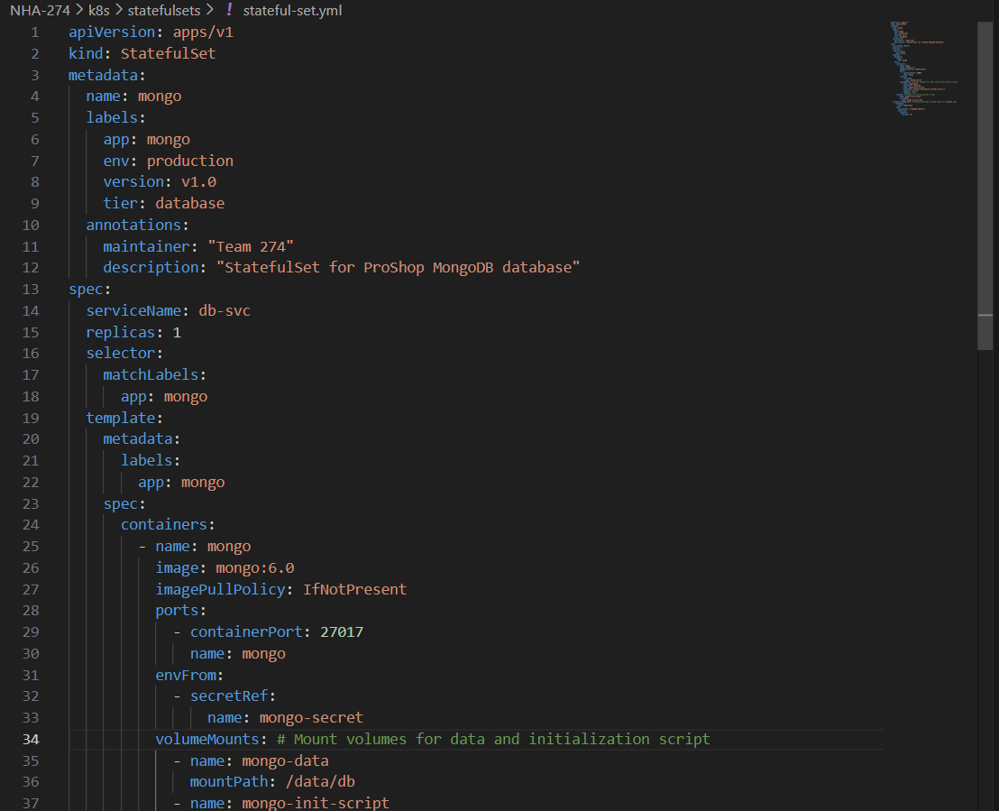 NHA-274 > k8s > statefulsets > ! stateful-set.yml
1 apiVersion: apps/v1
2 kind: StatefulSet
3 metadata:
4   name: mongo
5   labels:
6     app: mongo
7     env: production
8     version: v1.0
9     tier: database
10   annotations:
11     maintainer: "Team 274"
12     description: "StatefulSet for ProShop MongoDB database"
13 spec:
14   serviceName: db-svc
15   replicas: 1
16   selector:
17     matchLabels:
18       app: mongo
19   template:
20     metadata:
21       labels:
22         app: mongo
23     spec:
24       containers:
25         - name: mongo
26           image: mongo:6.0
27           imagePullPolicy: IfNotPresent
28           ports:
29             - containerPort: 27017
30               name: mongo
31           envFrom:
32             - secretRef:
33                 name: mongo-secret
34           volumeMounts: # Mount volumes for data and initialization script
35             - name: mongo-data
36               mountPath: /data/db
37             - name: mongo-init-script